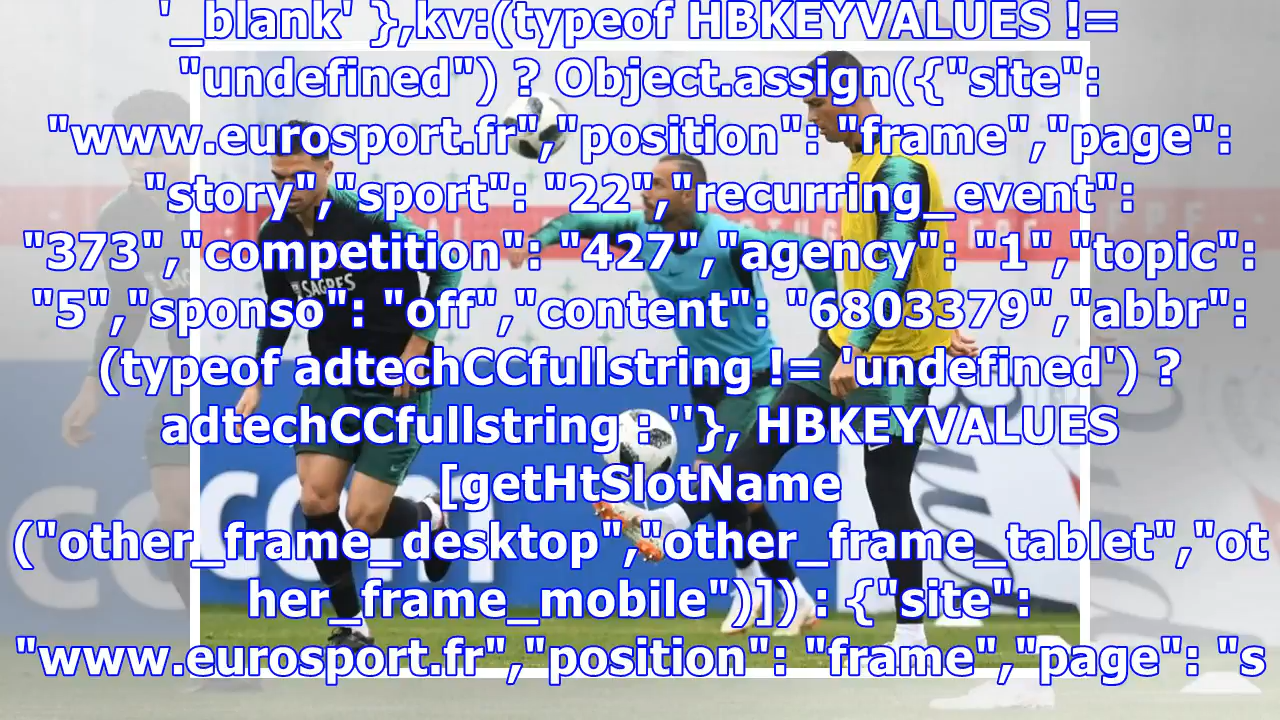 '_blank' },kv:(typeof HBKEYVALUES !=
"undefined") ? Object.assign({"site":
"www.eurosport.fr","position": "frame","page":
"story","sport": "22","recurring_event":
"373","competition": "427","agency": "1","topic":
"5","sponso": "off","content": "6803379","abbr":
(typeof adtechCCfullstring != 'undefined') ?
adtechCCfullstring : ''}, HBKEYVALUES
[getHtSlotName
("other_frame_desktop","other_frame_tablet","ot
her_frame_mobile")]) : {"site":
"www.eurosport.fr","position": "frame","page": "s
SAGRES
FPF